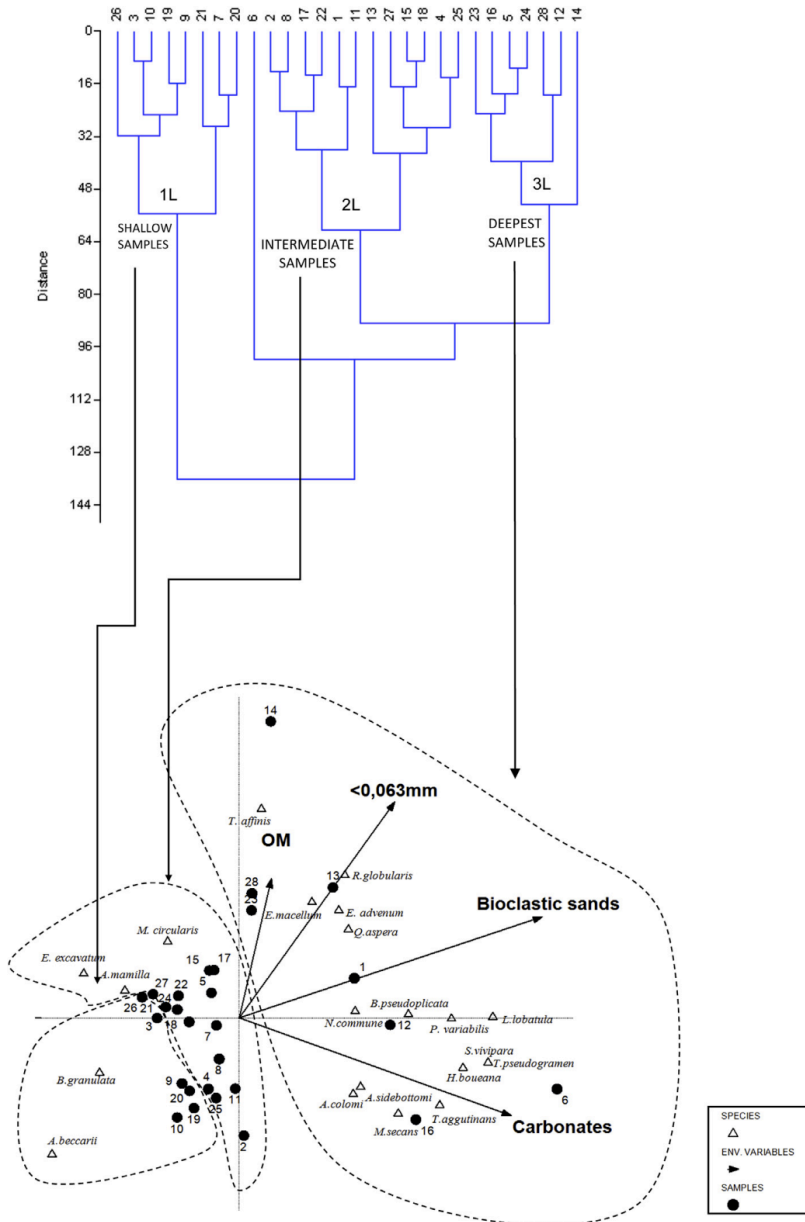 26 3 10 19 9 21 7 20 6 2 8 17 22 1 11 13 27 15 18 4 25 23 16 5 24 28 12 14
0
16
32
48
64
80
96
112
128
144
Distance
1L
2L
3L
SHALLOW
SAMPLES
INTERMEDIATE
SAMPLES
DEEPEST
SAMPLES
14
<0,063mm
T. affinis
OM
13
R.globularis
28
23
E.macellum
E. advenum
Q.aspera
Bioclastic sands
M. circularis
E. excavatum
A.mamilla
15
17
5
1
27
22
26
21
24
3
18
7
N.commune
B.pseudoplicata
12
P. variabilis
L.lobatula
8
S.vivipara
T.pseudogramen
H.boueana
B.granulata
9
4
20
11
25
19
10
2
A.sidebottomi
A.colomi
T.aggutinans
M.secans
16
6
Carbonates
A.beccarii
SPECIES
ENV. VARIABLES
SAMPLES